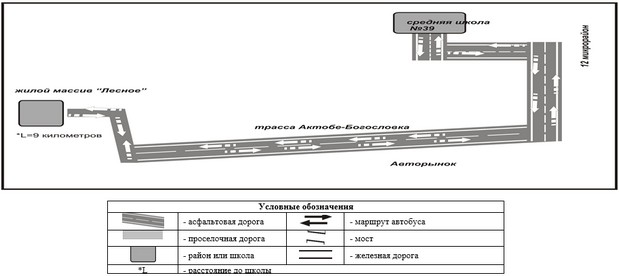 средняя школа
№39
12 микрорайон
жилой массив "Лесное"
*L=9 километров
трасса Актобе-Богословка
Авторынок
Условные обозначения
- асфальтовая дорога
- маршрут автобуса
- проселочная дорога
- мост
- район или школа
- железная дорога
*L
- расстояние до школы